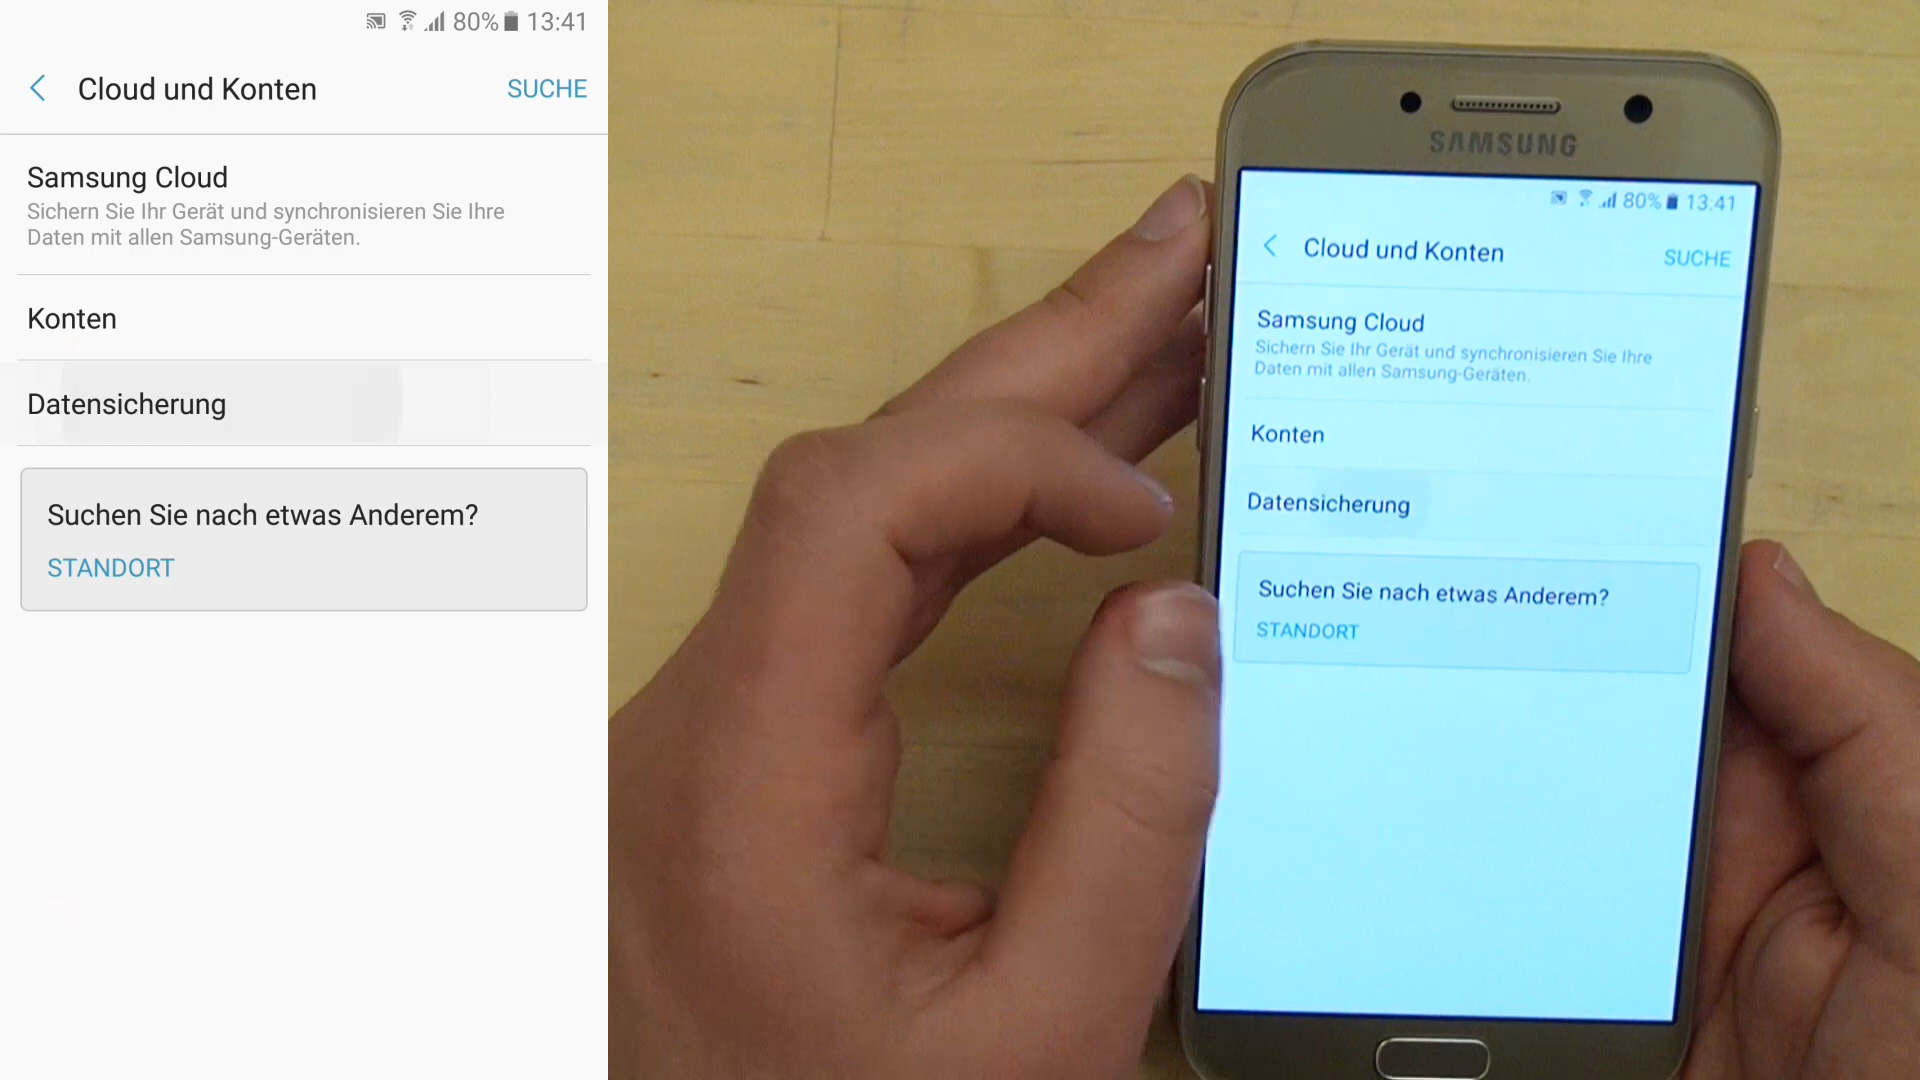 80% 13:41
Cloud und Konten SUCHE
Samsung Cloud
Sichern Sie Ihr Gerät und synchronisieren Sie Ihre
Daten mit allen Samsung-Geräten.
Konten
Datensicherung
Suchen Sie nach etwas Anderem?
STANDORT
SAMSUNG
80% 13:41
Cloud und Konten SUCHE
Samsung Cloud
Sichern Sie Ihr Gerät und synchronisieren Sie Ihre
Daten mit allen Samsung-Geräten.
Konten
Datensicherung
Suchen Sie nach etwas Anderem?
STANDORT